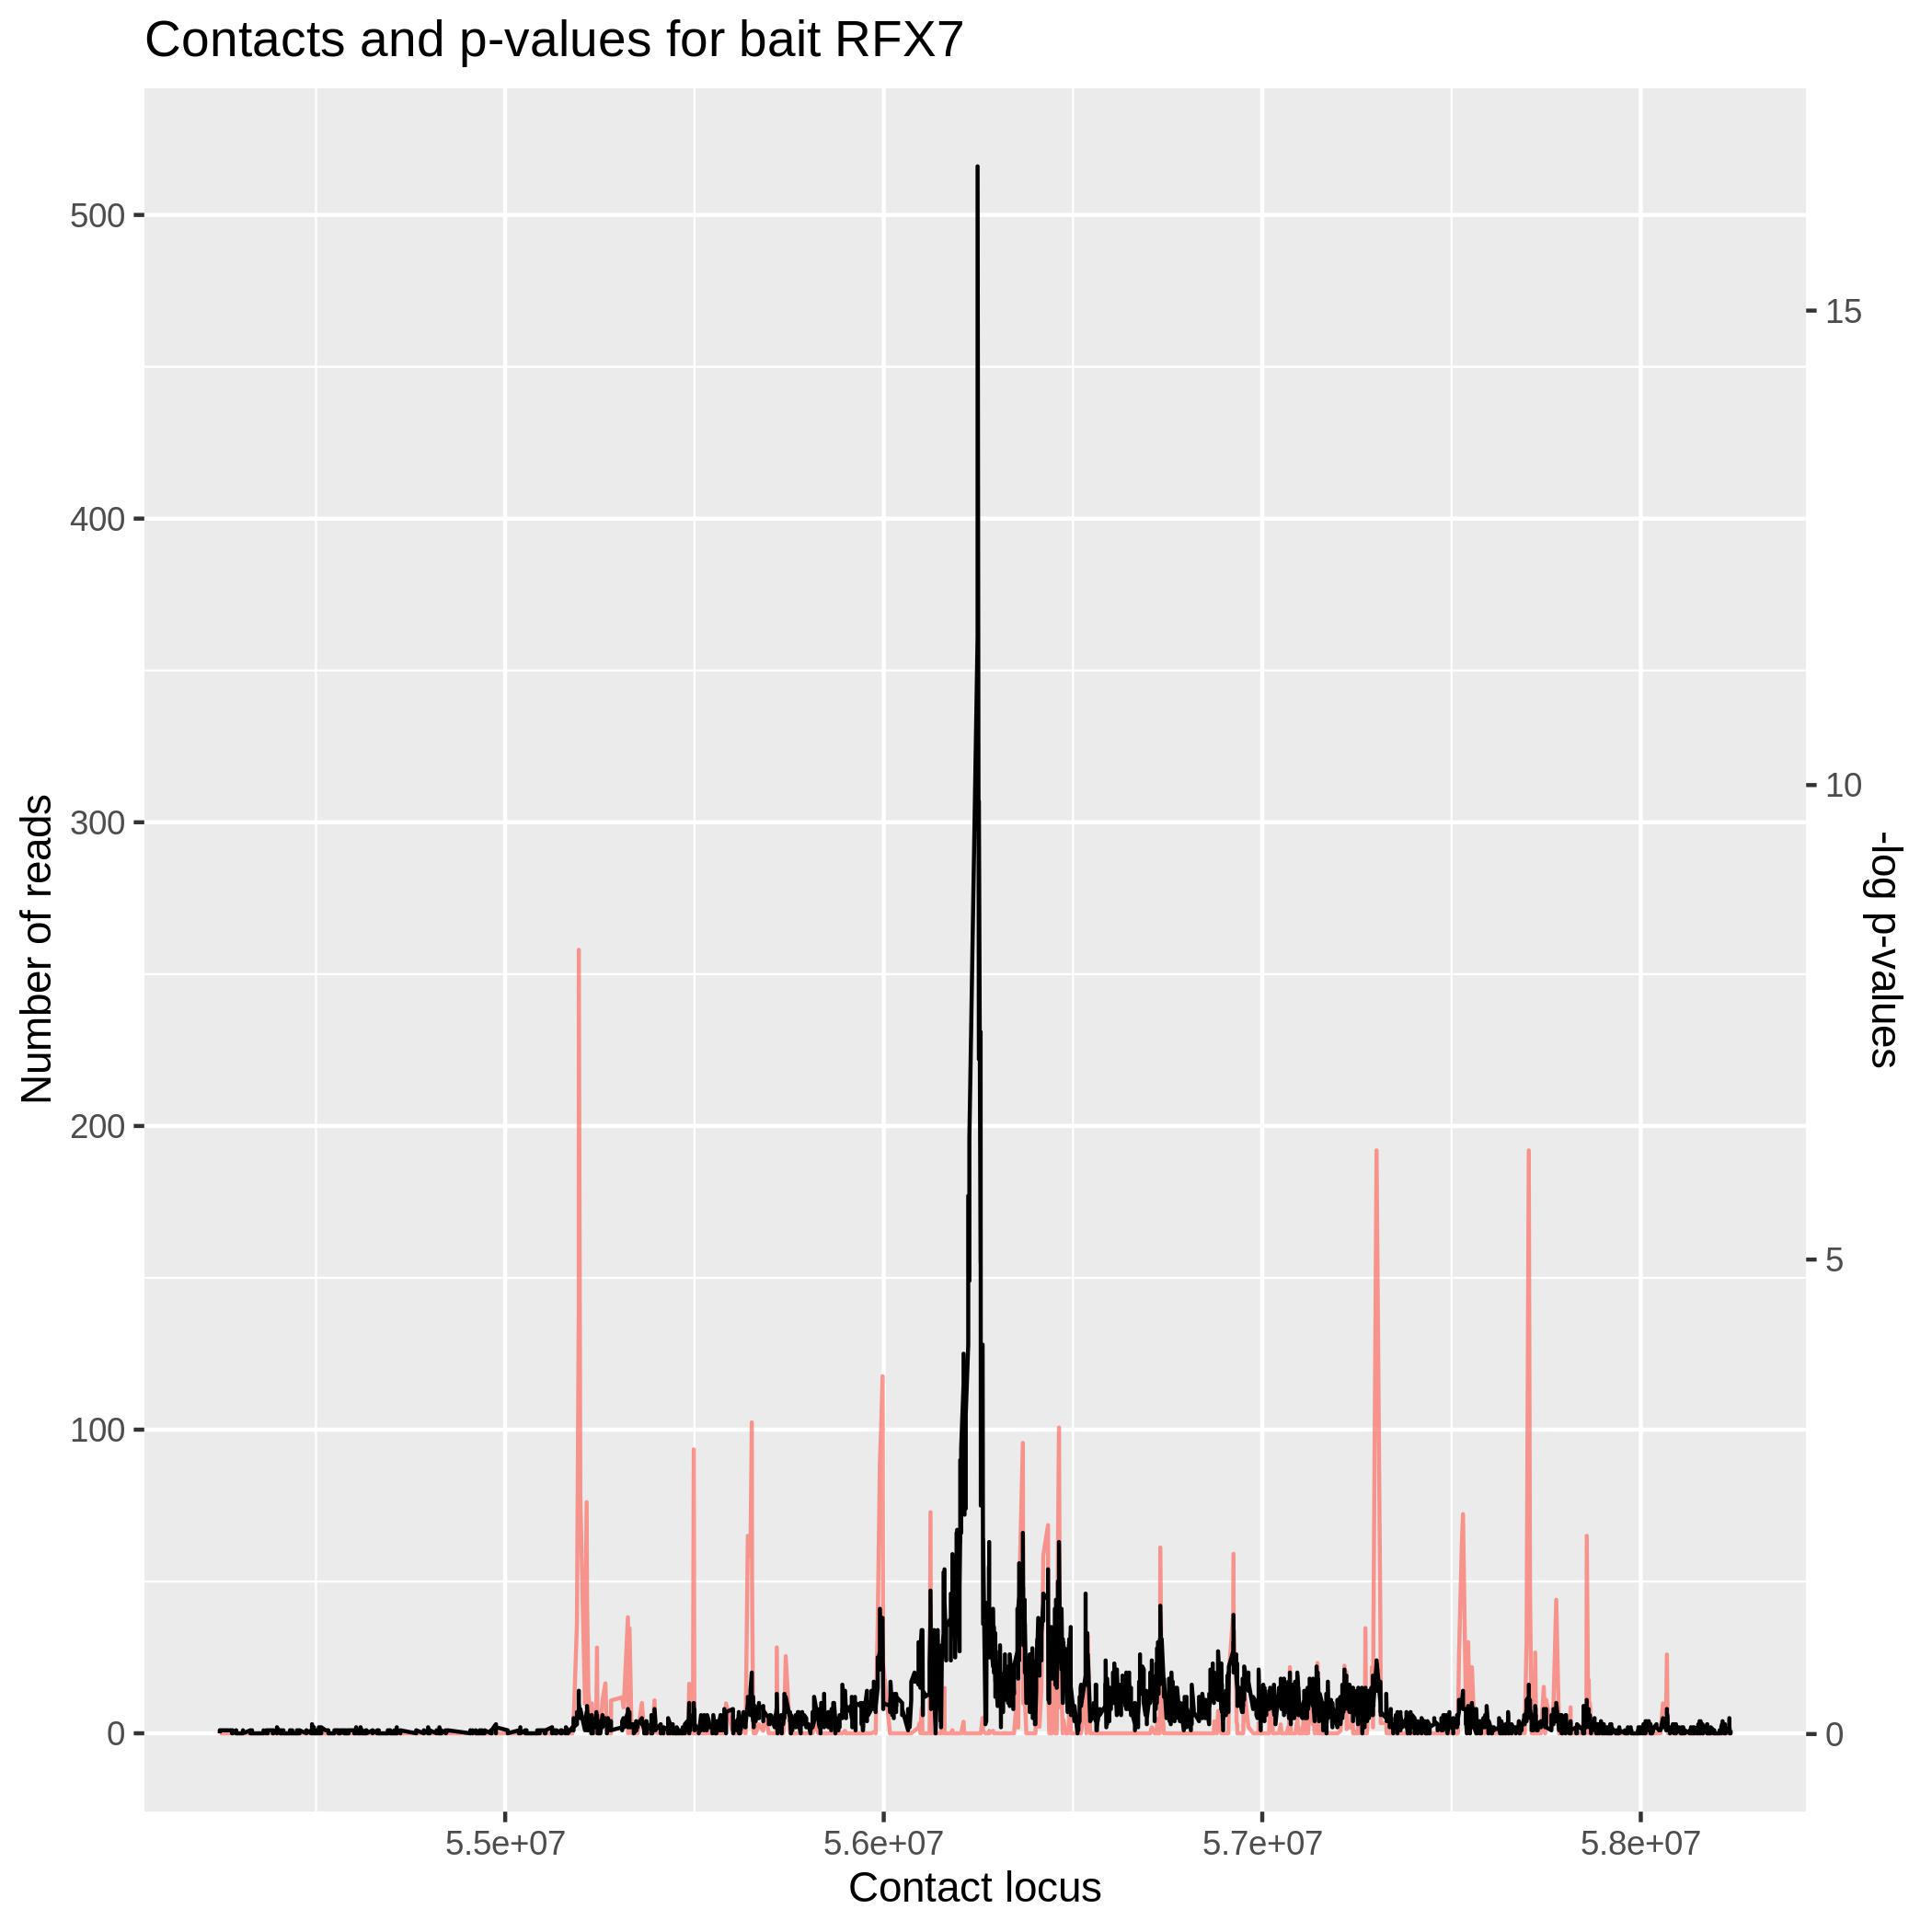 Contacts and p-values for bait RFX7
500
400
300
200
100
0
Number of reads
15
10
5
0
-log p-values
5.5e+07
5.6e+07
5.7e+07
5.8e+07
Contact locus